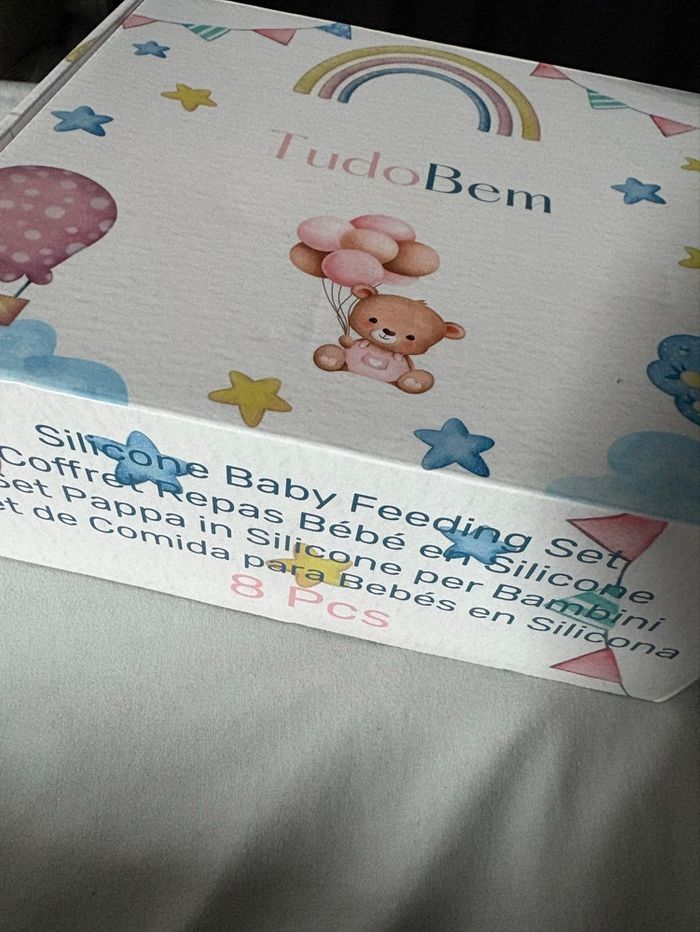 TudoBem
Silicone Baby Feeding Set
Coffret Repas Bébé en Silicone
Set Pappa in Silicone per Bambini
de Comida para Bebés en Silicona
8 Pcs